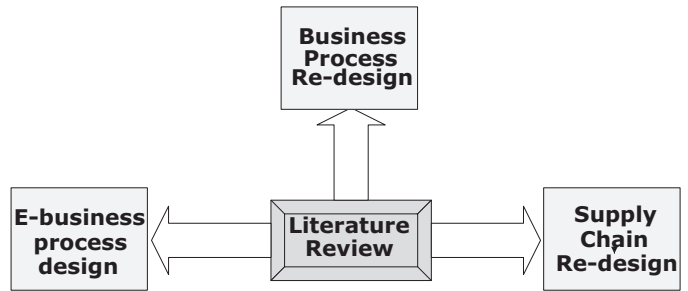 Business
Process
Re-design
E-business
process
design
Literature
Review
Supply
Chain
Re-design